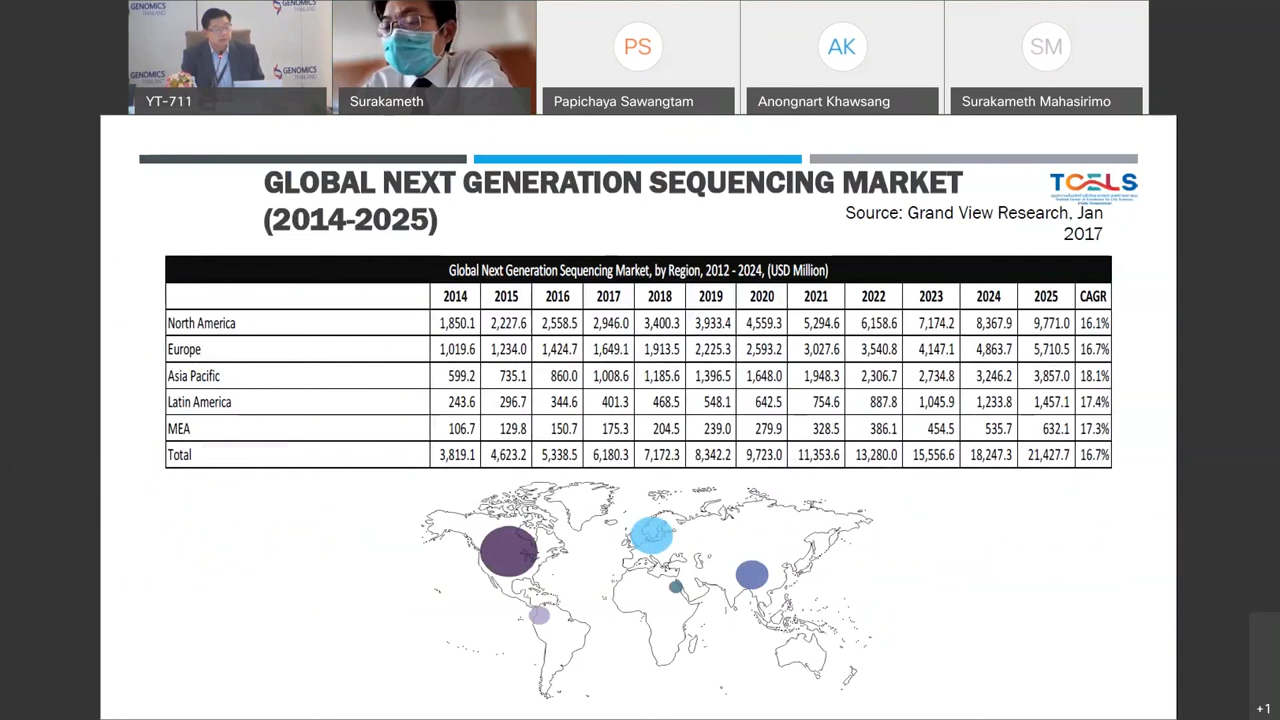 GENOMICS
THAILAND
GENOMICS
THAILAND
GENOMICS
THAILAND
YT-711
Surakameth
PS
Papichaya Sawangtam
AK
Anongnart Khawsang
SM
Surakameth Mahasirimo
GLOBAL NEXT GENERATION SEQUENCING MARKET
(2014-2025)
TCELS
Source: Grand View Research, Jan
2017
Global Next Generation Sequencing Market, by Region, 2012 - 2024, (USD Million)
2014 2015 2016 2017 2018 2019 2020 2021 2022 2023 2024 2025 CAGR
North America 1,850.1 2,227.6 2,558.5 2,946.0 3,400.3 3,933.4 4,559.3 5,294.6 6,158.6 7,174.2 8,367.9 9,771.0 16.1%
Europe 1,019.6 1,234.0 1,424.7 1,649.1 1,913.5 2,225.3 2,593.2 3,027.6 3,540.8 4,147.1 4,863.7 5,710.5 16.7%
Asia Pacific 599.2 735.1 860.0 1,008.6 1,185.6 1,396.5 1,648.0 1,948.3 2,306.7 2,734.8 3,246.2 3,857.0 18.1%
Latin America 243.6 296.7 344.6 401.3 468.5 548.1 642.5 754.6 887.8 1,045.9 1,233.8 1,457.1 17.4%
MEA 106.7 129.8 150.7 175.3 204.5 239.0 279.9 328.5 386.1 454.5 535.7 632.1 17.3%
Total 3,819.1 4,623.2 5,338.5 6,180.3 7,172.3 8,342.2 9,723.0 11,353.6 13,280.0 15,556.6 18,247.3 21,427.7 16.7%
+1